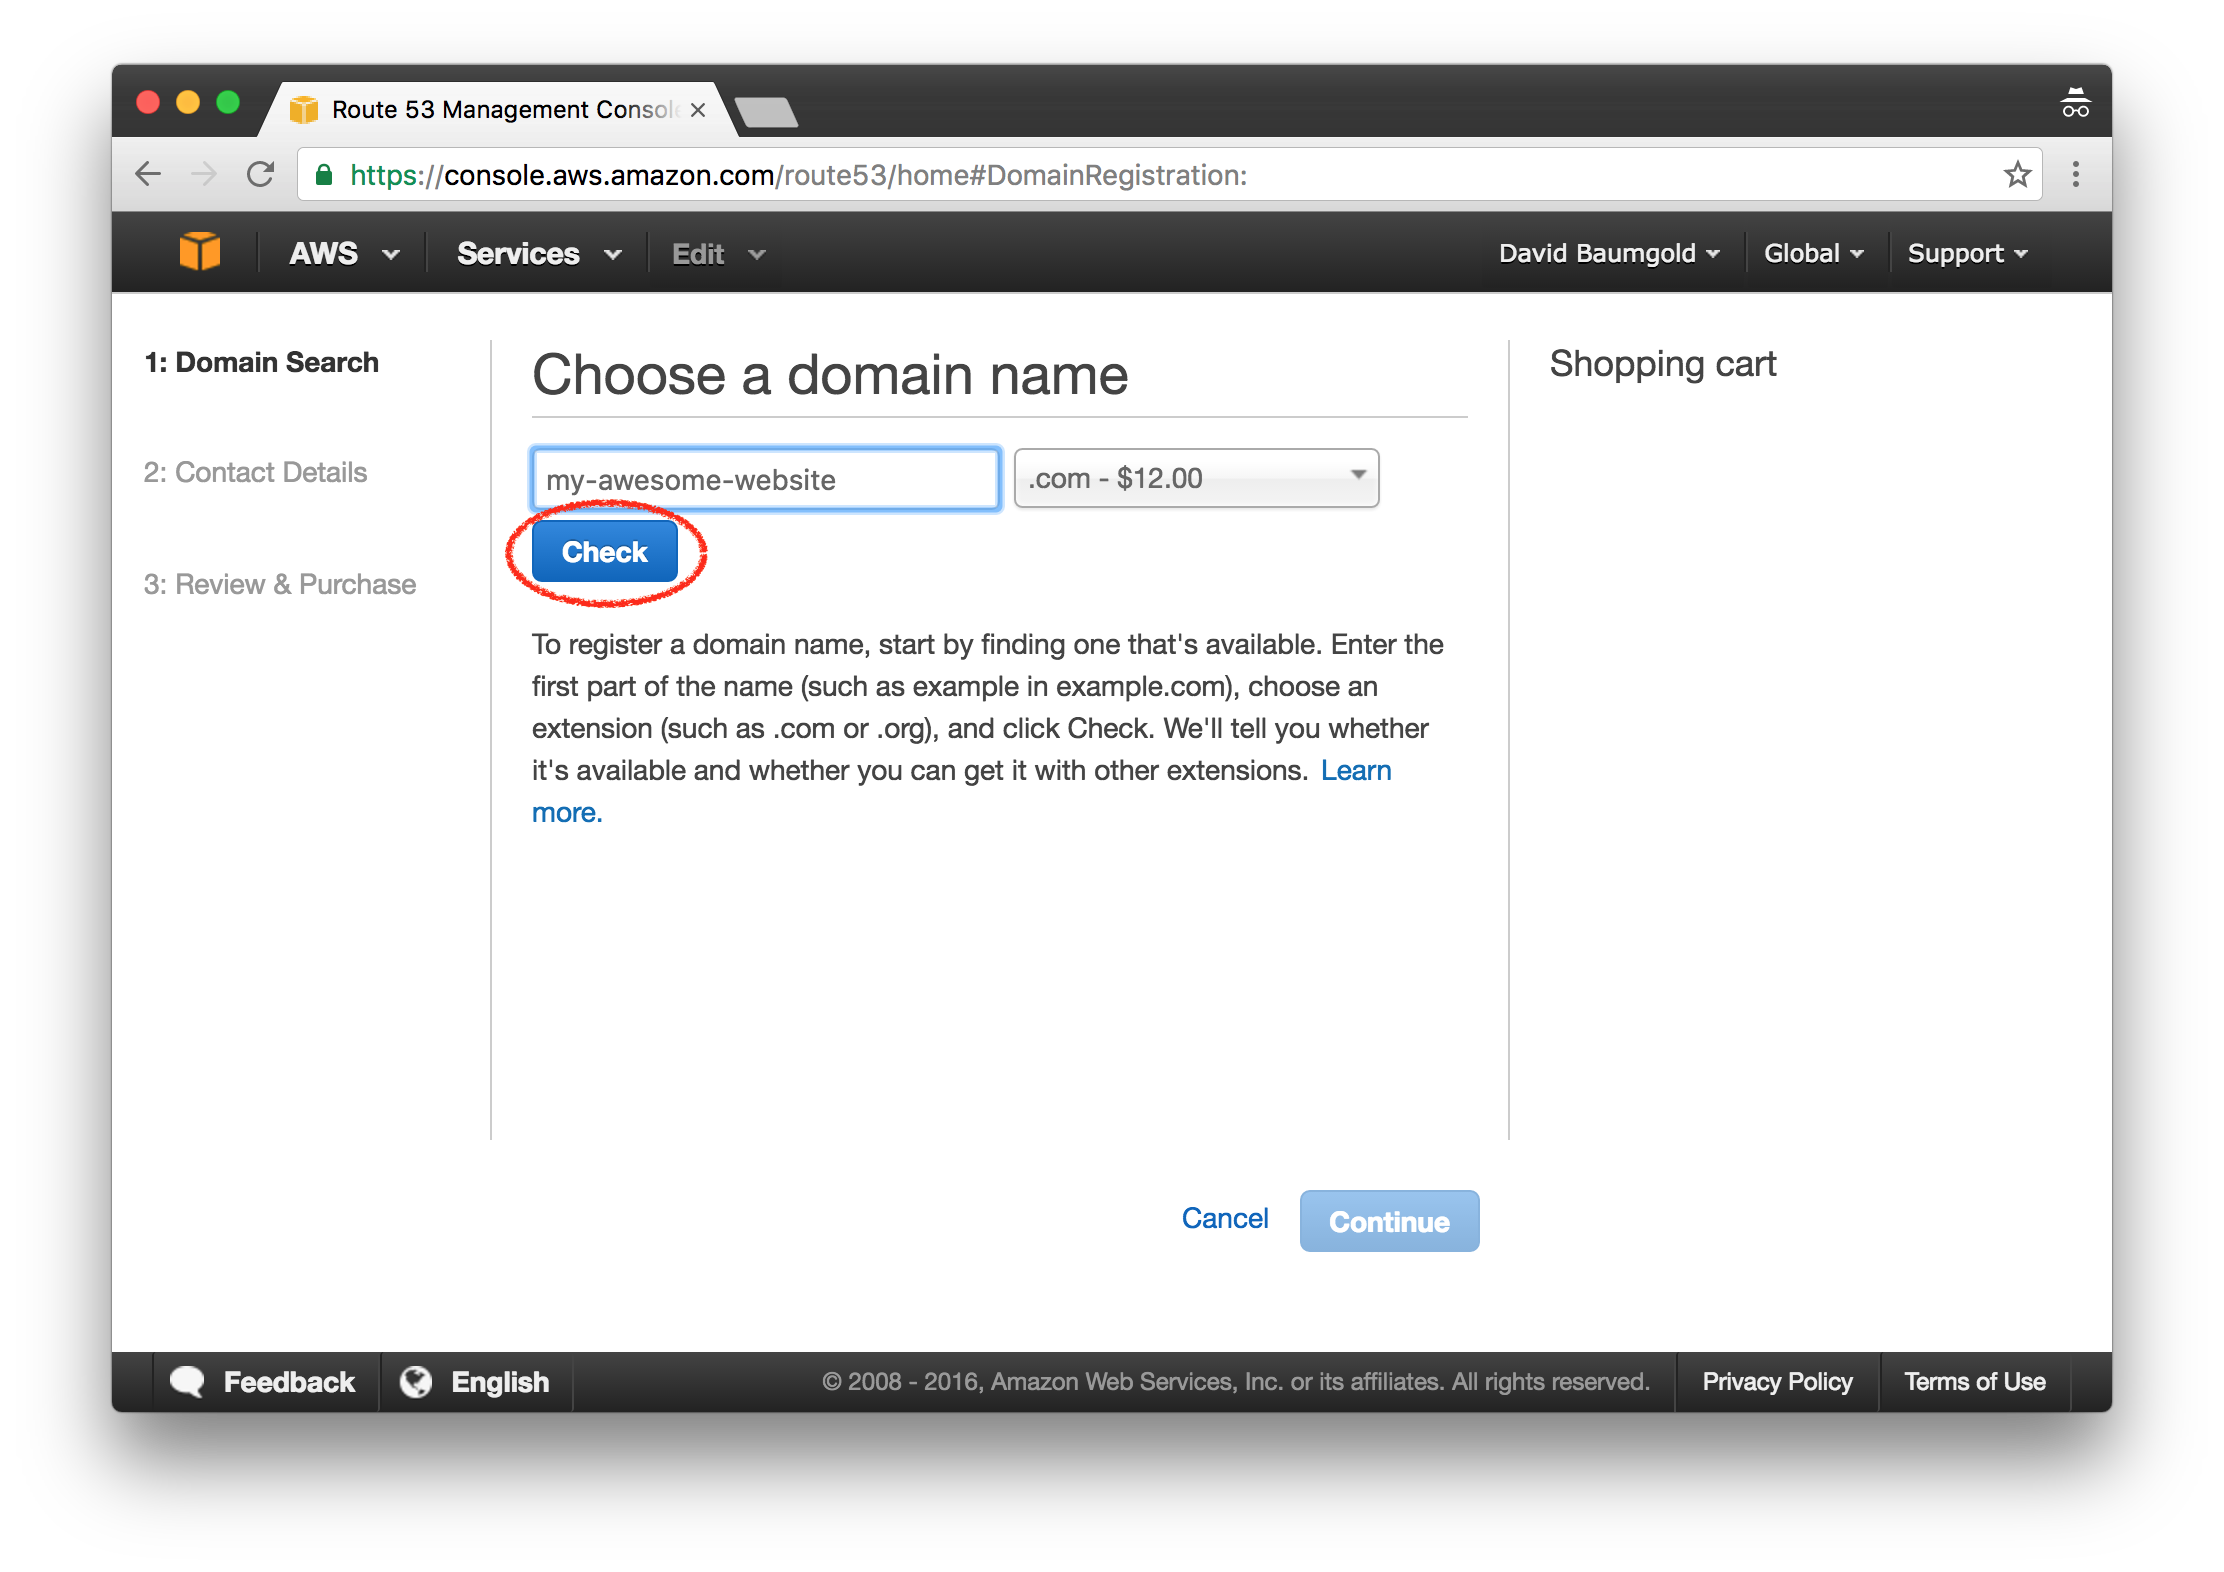 Route 53 Management Consol
https://console.aws.amazon.com/route53/home#DomainRegistration:
AWS Services Edit David Baumgold Global Support
1: Domain Search
2: Contact Details
3: Review & Purchase
Choose a domain name
my-awesome-website .com - $12.00
Check
To register a domain name, start by finding one that's available. Enter the
first part of the name (such as example in example.com), choose an
extension (such as .com or .org), and click Check. We'll tell you whether
it's available and whether you can get it with other extensions. Learn
more.
Shopping cart
Cancel Continue
Feedback English © 2008 - 2016, Amazon Web Services, Inc. or its affiliates. All rights reserved. Privacy Policy Terms of Use